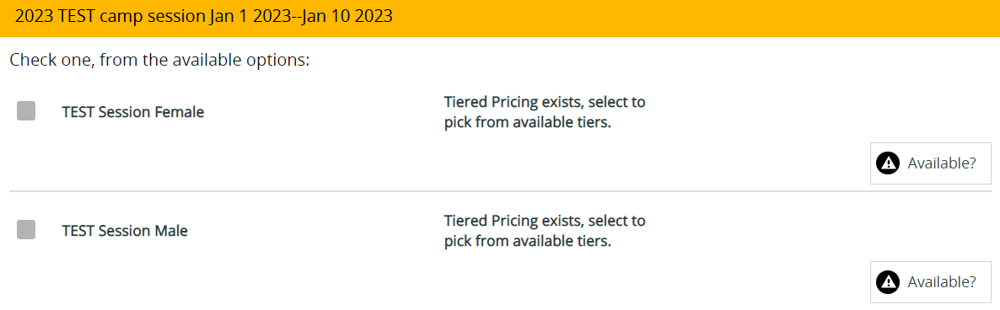 2023 TEST camp session Jan 1 2023--Jan 10 2023
Check one, from the available options:
TEST Session Female
Tiered Pricing exists, select to
pick from available tiers.
Available?
TEST Session Male
Tiered Pricing exists, select to
pick from available tiers.
Available?